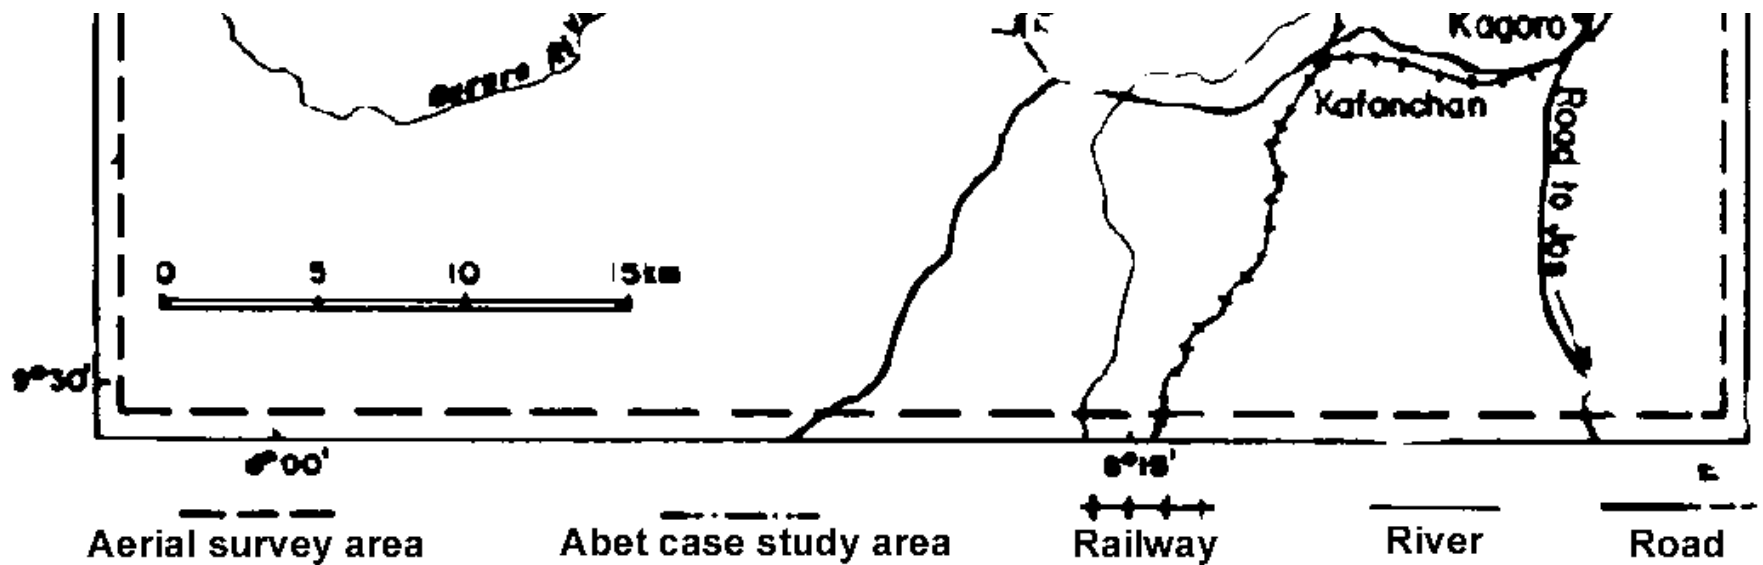 Kagoro
Kafanchan
Road to Jos
0 5 10 15km
9°30'
8°00' 8°15'
E
Aerial survey area Abet case study area Railway River Road